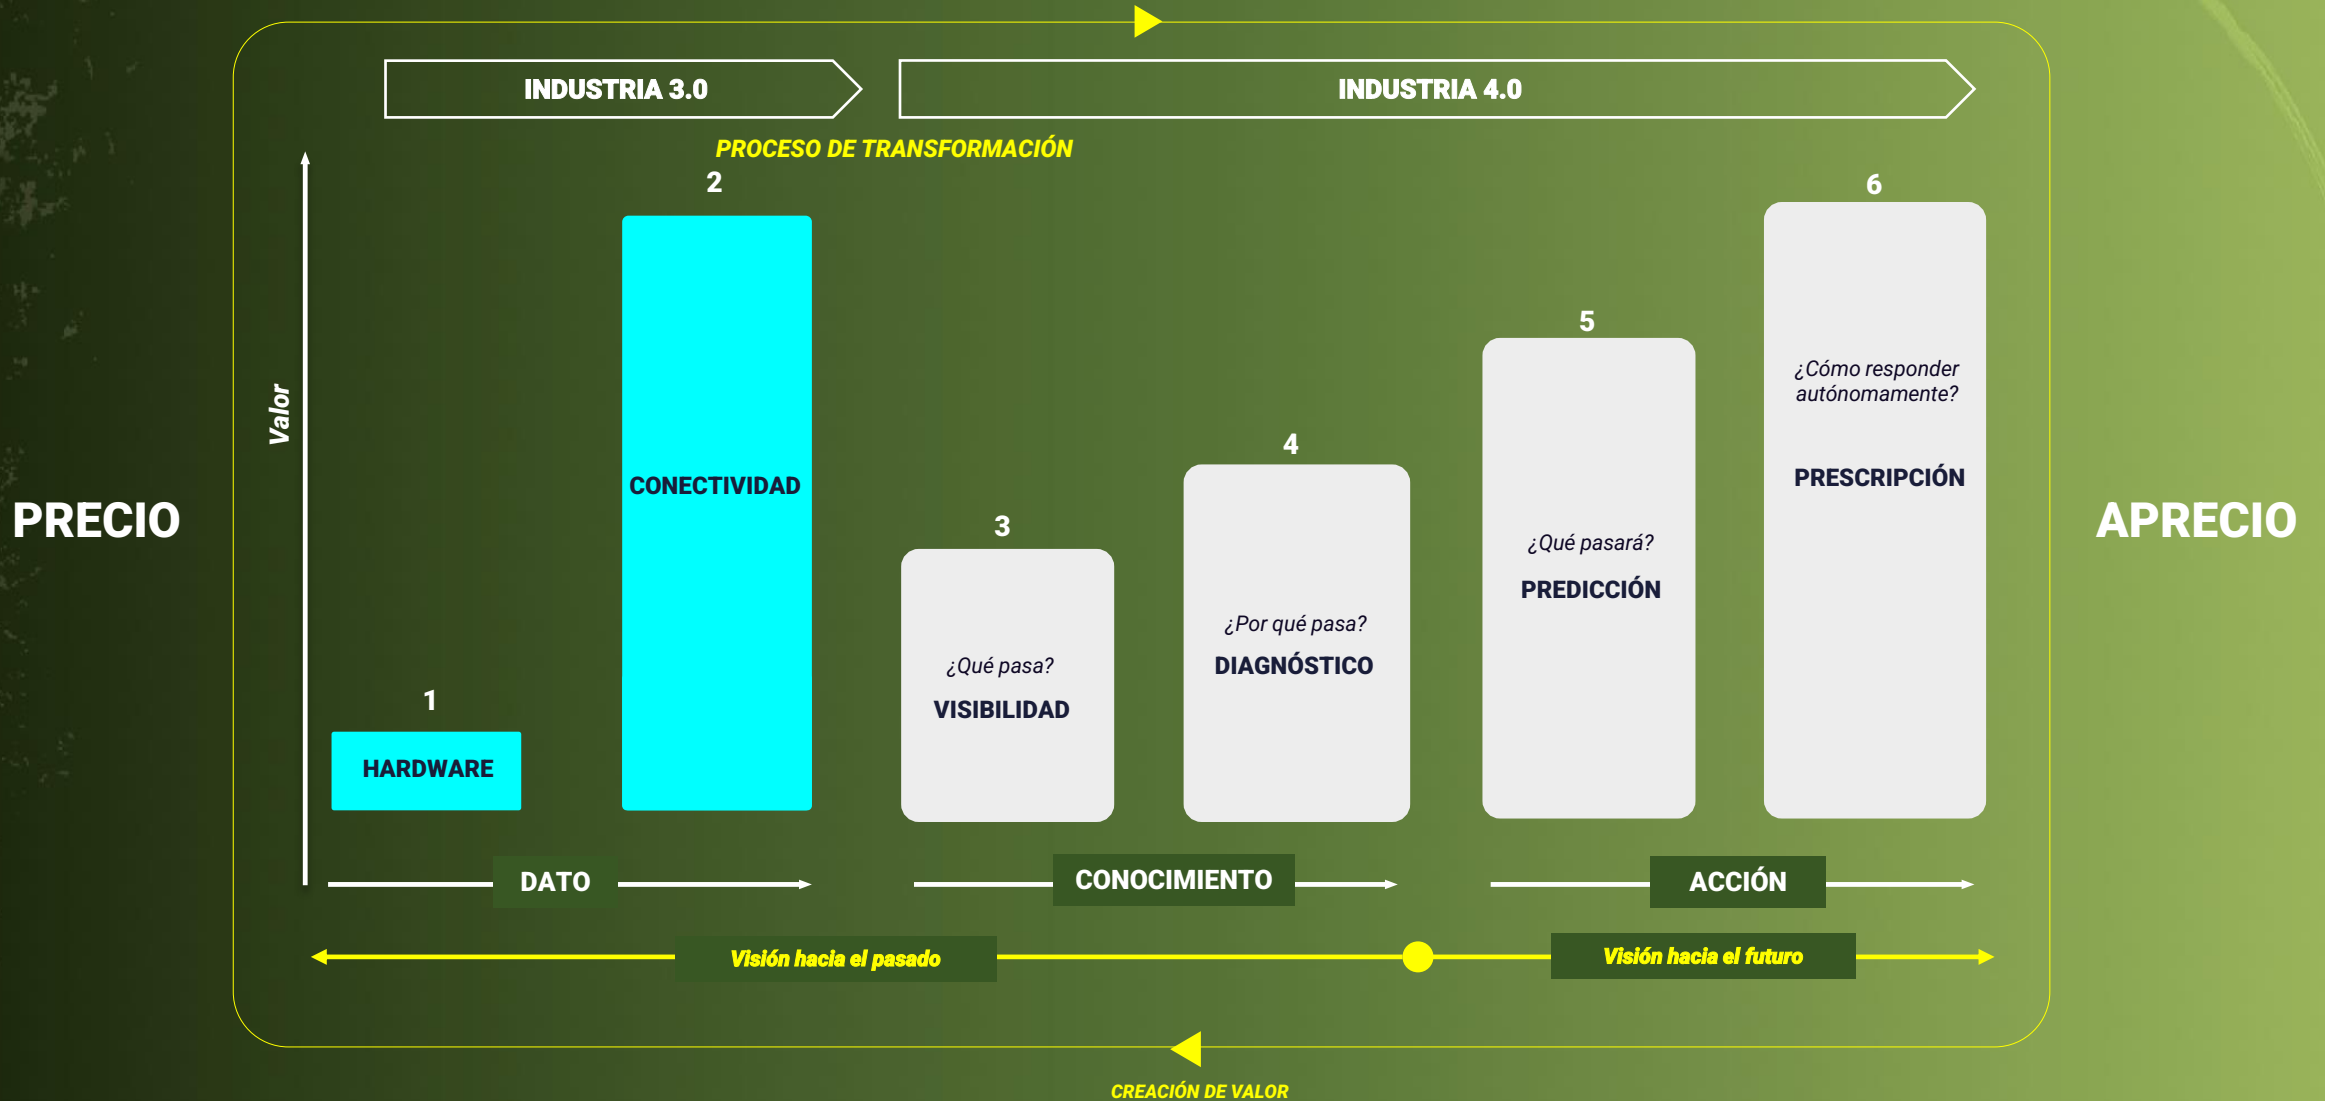 INDUSTRIA 3.0
INDUSTRIA 4.0
PROCESO DE TRANSFORMACIÓN
Valor
PRECIO
APRECIO
1
HARDWARE
2
CONECTIVIDAD
3
¿Qué pasa?
VISIBILIDAD
4
¿Por qué pasa?
DIAGNÓSTICO
5
¿Qué pasará?
PREDICCIÓN
6
¿Cómo responder
autónomamente?
PRESCRIPCIÓN
DATO
CONOCIMIENTO
ACCIÓN
Visión hacia el pasado
Visión hacia el futuro
CREACIÓN DE VALOR